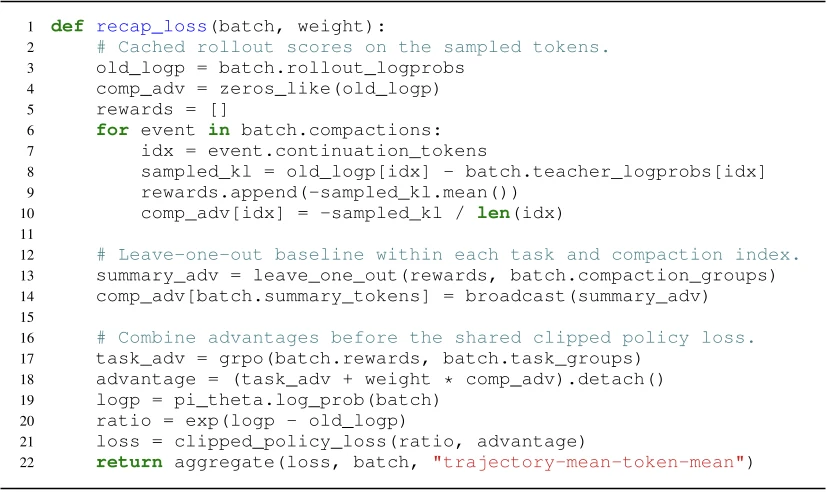 1 def recap_loss(batch, weight):
2 # Cached rollout scores on the sampled tokens.
3 old_logp = batch.rollout_logprobs
4 comp_adv = zeros_like(old_logp)
5 rewards = []
6 for event in batch.compactions:
7 idx = event.continuation_tokens
8 sampled_kl = old_logp[idx] - batch.teacher_logprobs[idx]
9 rewards.append(-sampled_kl.mean())
10 comp_adv[idx] = -sampled_kl / len(idx)
11
12 # Leave-one-out baseline within each task and compaction index.
13 summary_adv = leave_one_out(rewards, batch.compaction_groups)
14 comp_adv[batch.summary_tokens] = broadcast(summary_adv)
15
16 # Combine advantages before the shared clipped policy loss.
17 task_adv = grpo(batch.rewards, batch.task_groups)
18 advantage = (task_adv + weight * comp_adv).detach()
19 logp = pi_theta.log_prob(batch)
20 ratio = exp(logp - old_logp)
21 loss = clipped_policy_loss(ratio, advantage)
22 return aggregate(loss, batch, "trajectory-mean-token-mean")